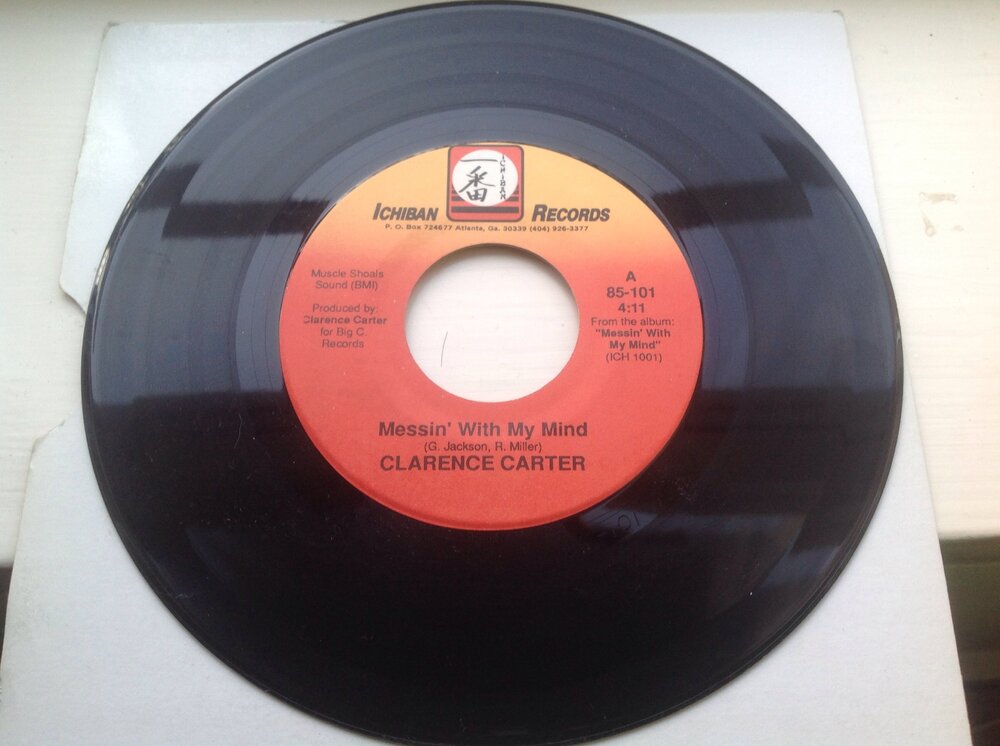 一番
ICHIBAN
ICHIBAN RECORDS
P. O. Box 724677 Atlanta, Ga. 30339 (404) 926-3377
Muscle Shoals
Sound (BMI)
Produced by:
Clarence Carter
for Big C.
Records
A
85-101
4:11
From the album:
"Messin' With
My Mind"
(ICH 1001)
Messin' With My Mind
(G. Jackson, R. Miller)
CLARENCE CARTER